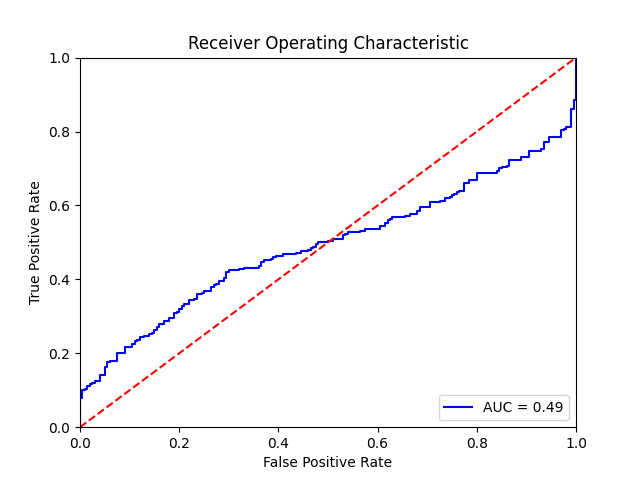 Receiver Operating Characteristic
True Positive Rate
1.0
0.8
0.6
0.4
0.2
0.0
AUC = 0.49
0.0 0.2 0.4 0.6 0.8 1.0
False Positive Rate